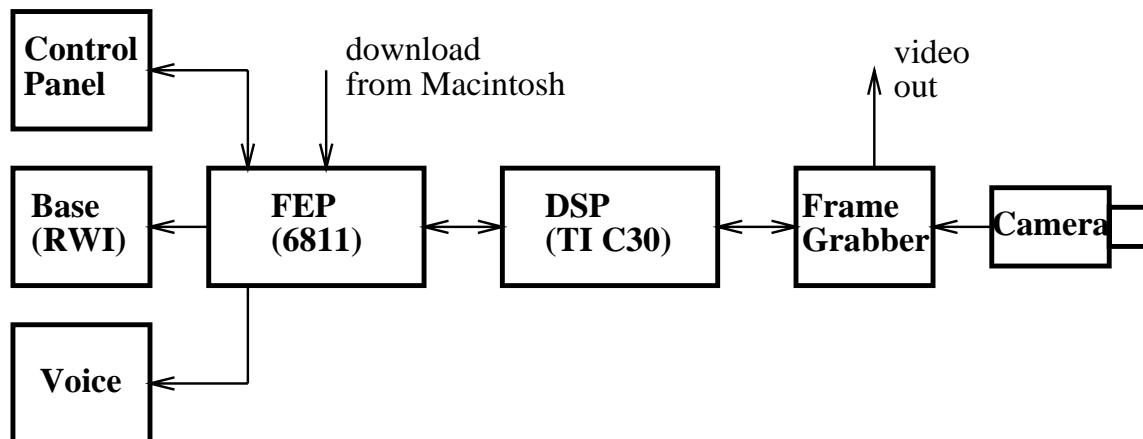 Control
Panel
download
from Macintosh
video
out
Base
(RWI)
FEP
(6811)
DSP
(TI C30)
Frame
Grabber
Camera
Voice